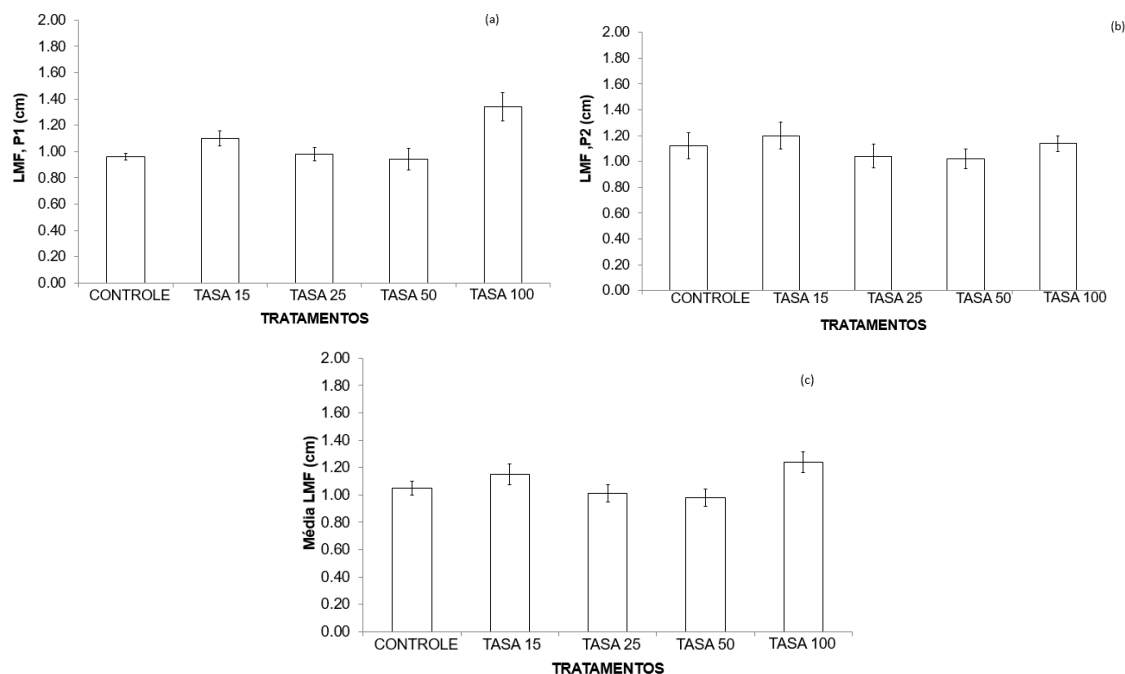 (a)
2.00
1.80
1.60
1.40
1.20
1.00
0.80
0.60
0.40
0.20
0.00
LMF, P1 (cm)
CONTROLE TASA 15 TASA 25 TASA 50 TASA 100
TRATAMENTOS
(b)
2.00
1.80
1.60
1.40
1.20
1.00
0.80
0.60
0.40
0.20
0.00
LMF ,P2 (cm)
CONTROLE TASA 15 TASA 25 TASA 50 TASA 100
TRATAMENTOS
(c)
2.00
1.80
1.60
1.40
1.20
1.00
0.80
0.60
0.40
0.20
0.00
Média LMF (cm)
CONTROLE TASA 15 TASA 25 TASA 50 TASA 100
TRATAMENTOS